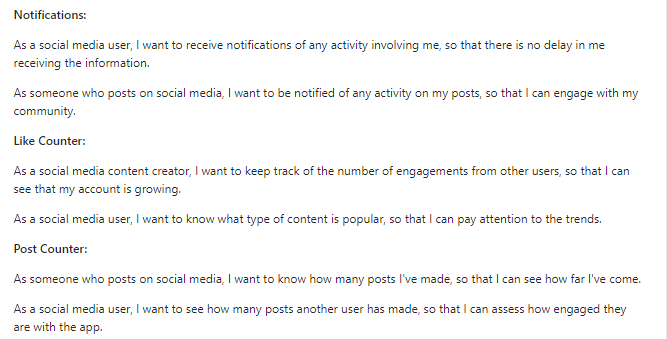 Notifications:
As a social media user, I want to receive notifications of any activity involving me, so that there is no delay in me
receiving the information.
As someone who posts on social media, I want to be notified of any activity on my posts, so that I can engage with my
community.
Like Counter:
As a social media content creator, I want to keep track of the number of engagements from other users, so that I can
see that my account is growing.
As a social media user, I want to know what type of content is popular, so that I can pay attention to the trends.
Post Counter:
As someone who posts on social media, I want to know how many posts I've made, so that I can see how far I've come.
As a social media user, I want to see how many posts another user has made, so that I can assess how engaged they
are with the app.